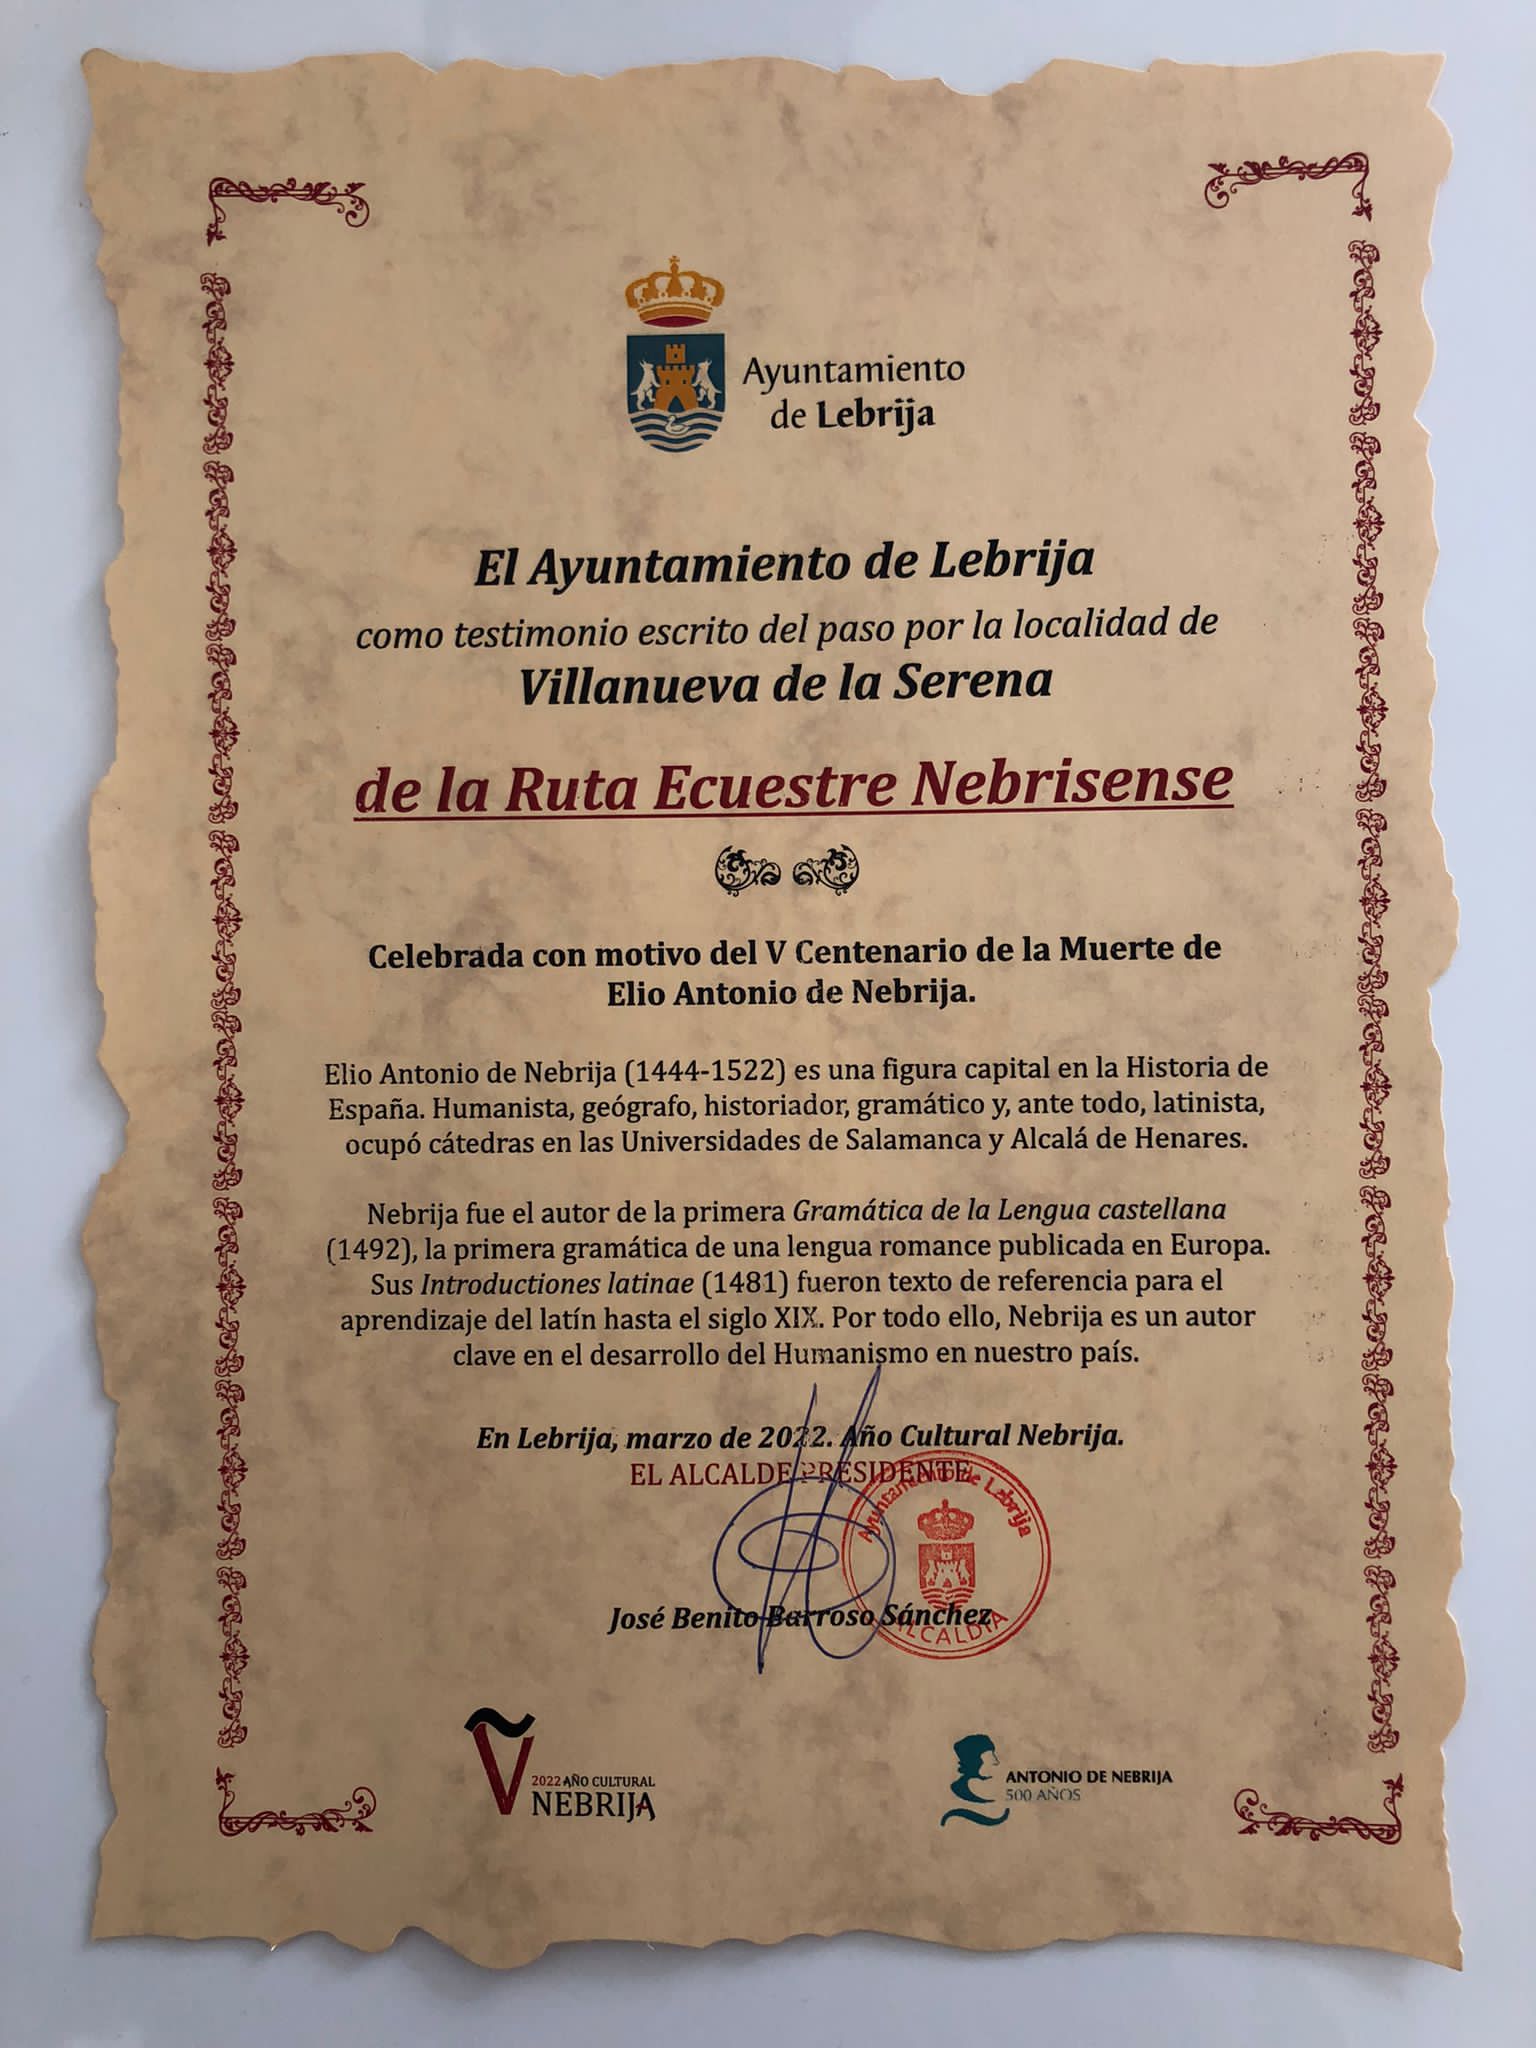 Ayuntamiento
de Lebrija
El Ayuntamiento de Lebrija
como testimonio escrito del paso por la localidad de
Villanueva de la Serena
de la Ruta Ecuestre Nebrisense
Celebrada con motivo del V Centenario de la Muerte de
Elio Antonio de Nebrija.
Elio Antonio de Nebrija (1444-1522) es una figura capital en la Historia de
España. Humanista, geógrafo, historiador, gramático y, ante todo, latinista,
ocupó cátedras en las Universidades de Salamanca y Alcalá de Henares.
Nebrija fue el autor de la primera Gramática de la Lengua castellana
(1492), la primera gramática de una lengua romance publicada en Europa.
Sus Introductiones latinae (1481) fueron texto de referencia para el
aprendizaje del latín hasta el siglo XIX. Por todo ello, Nebrija es un autor
clave en el desarrollo del Humanismo en nuestro país.
En Lebrija, marzo de 2022. Año Cultural Nebrija.
EL ALCALDE PRESIDENTE
Ayuntamiento de Lebrija
ALCALDIA
José Benito Barroso Sánchez
2022 AÑO CULTURAL
NEBRIJA
ANTONIO DE NEBRIJA
500 AÑOS